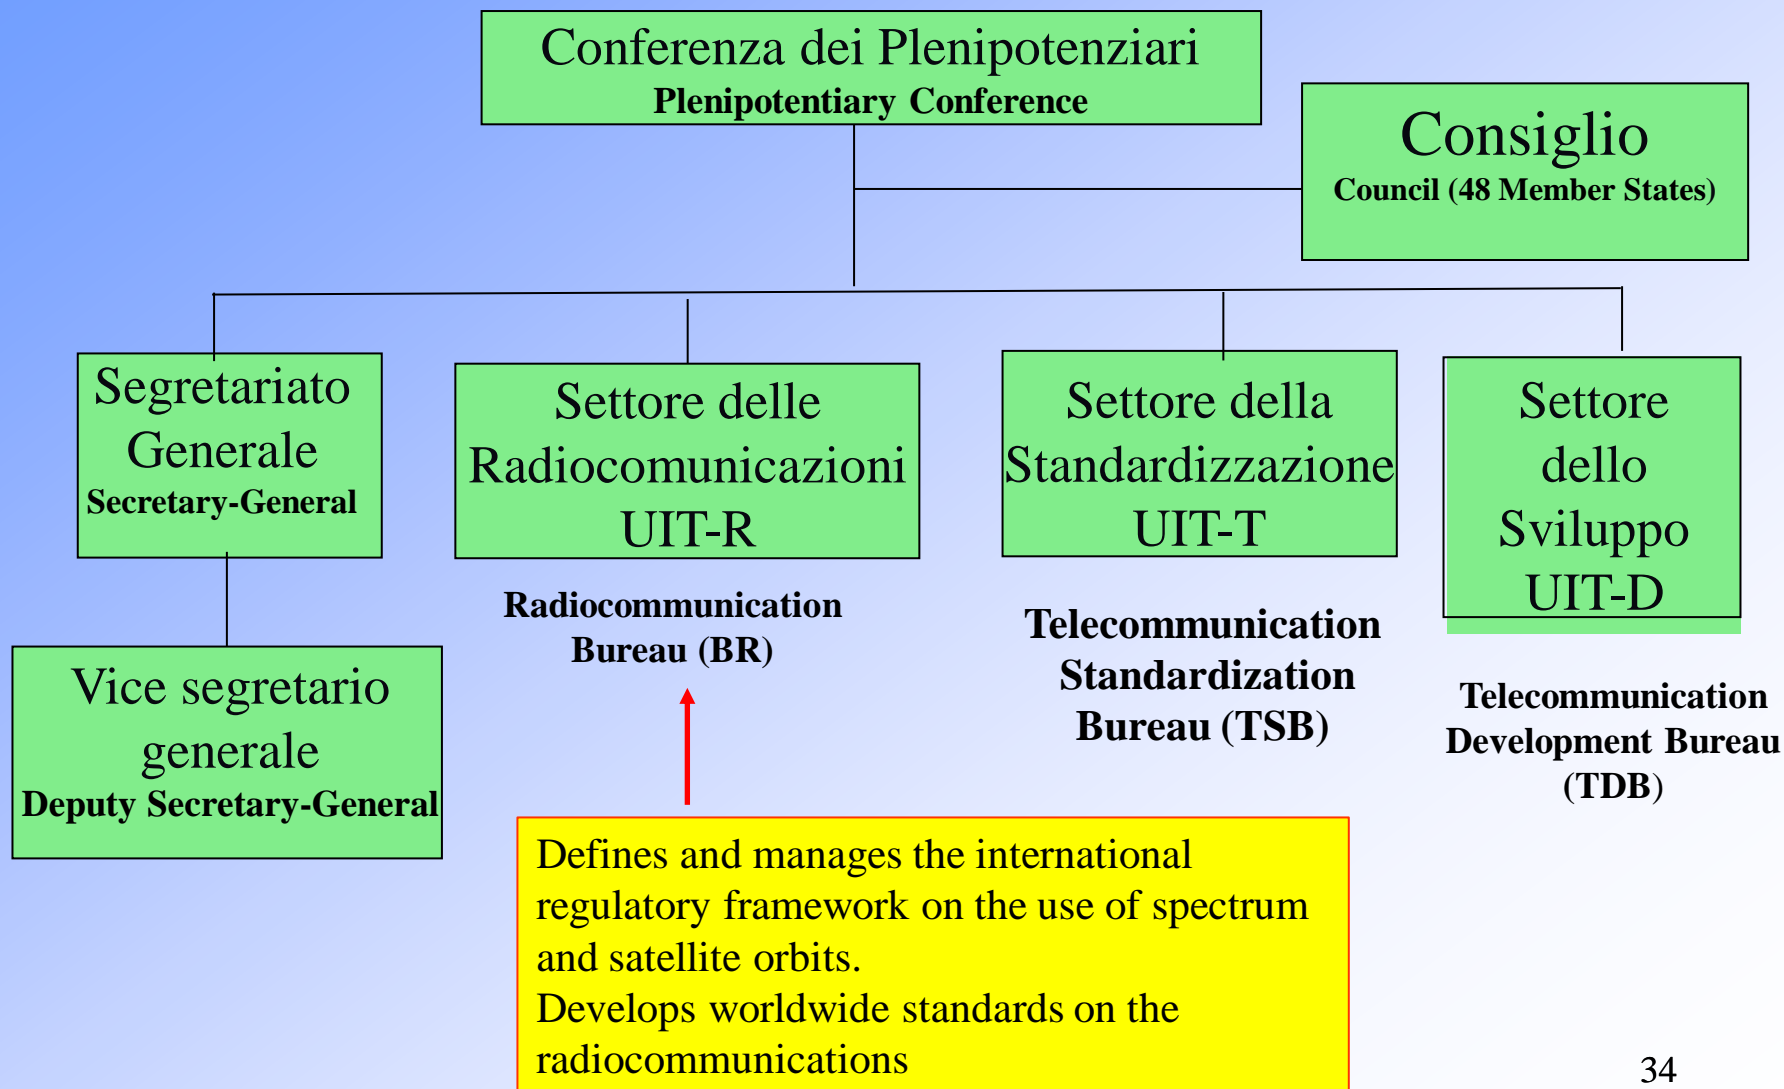 Conferenza dei Plenipotenziari
Plenipotentiary Conference
Consiglio
Council (48 Member States)
Segretariato
Generale
Secretary-General
Settore delle
Radiocomunicazioni
UIT-R
Settore della
Standardizzazione
UIT-T
Settore
dello
Sviluppo
UIT-D
Radiocommunication
Bureau (BR)
Telecommunication
Standardization
Bureau (TSB)
Telecommunication
Development Bureau
(TDB)
Vice segretario
generale
Deputy Secretary-General
Defines and manages the international
regulatory framework on the use of spectrum
and satellite orbits.
Develops worldwide standards on the
radiocommunications
34